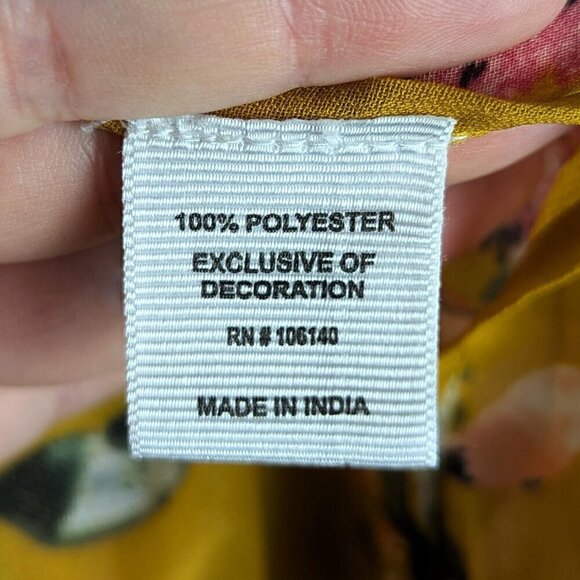 100% POLYESTER
EXCLUSIVE OF
DECORATION
RN # 106140
MADE IN INDIA